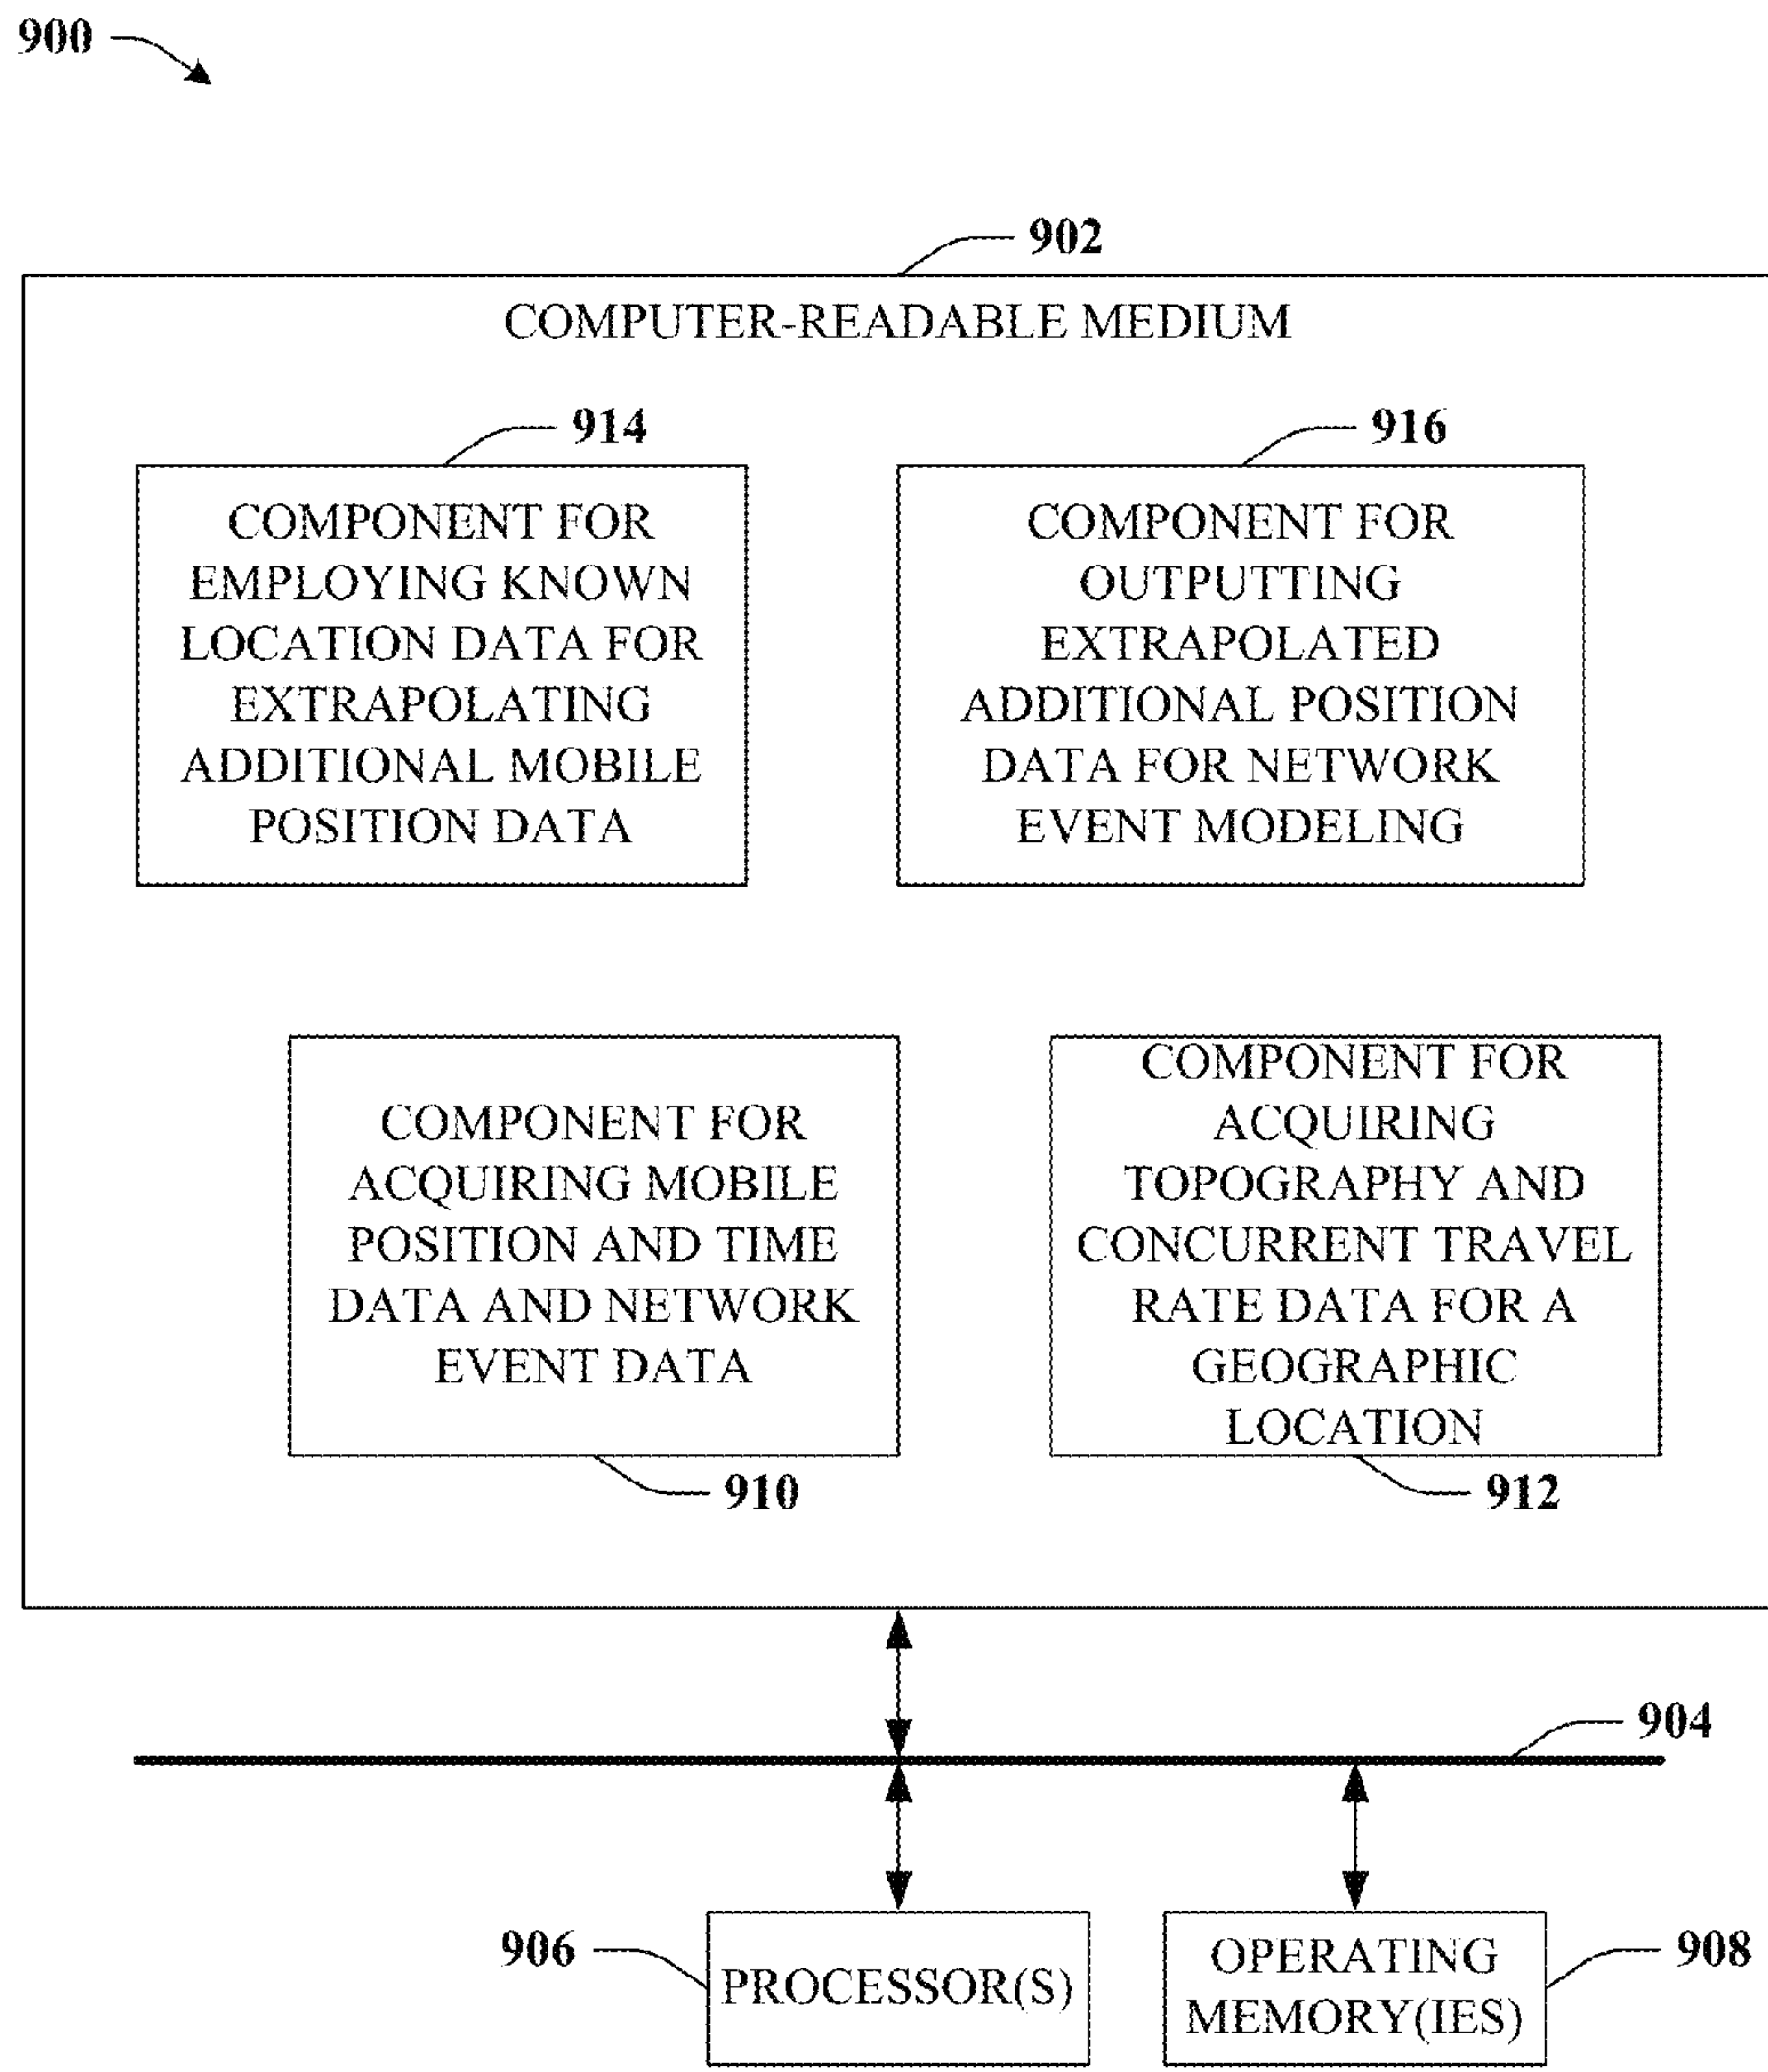 900
902
COMPUTER-READABLE MEDIUM
914
COMPONENT FOR
EMPLOYING KNOWN
LOCATION DATA FOR
EXTRAPOLATING
ADDITIONAL MOBILE
POSITION DATA
916
COMPONENT FOR
OUTPUTTING
EXTRAPOLATED
ADDITIONAL POSITION
DATA FOR NETWORK
EVENT MODELING
COMPONENT FOR
ACQUIRING MOBILE
POSITION AND TIME
DATA AND NETWORK
EVENT DATA
910
COMPONENT FOR
ACQUIRING
TOPOGRAPHY AND
CONCURRENT TRAVEL
RATE DATA FOR A
GEOGRAPHIC
LOCATION
912
904
906
PROCESSOR(S)
OPERATING
MEMORY(IES)
908